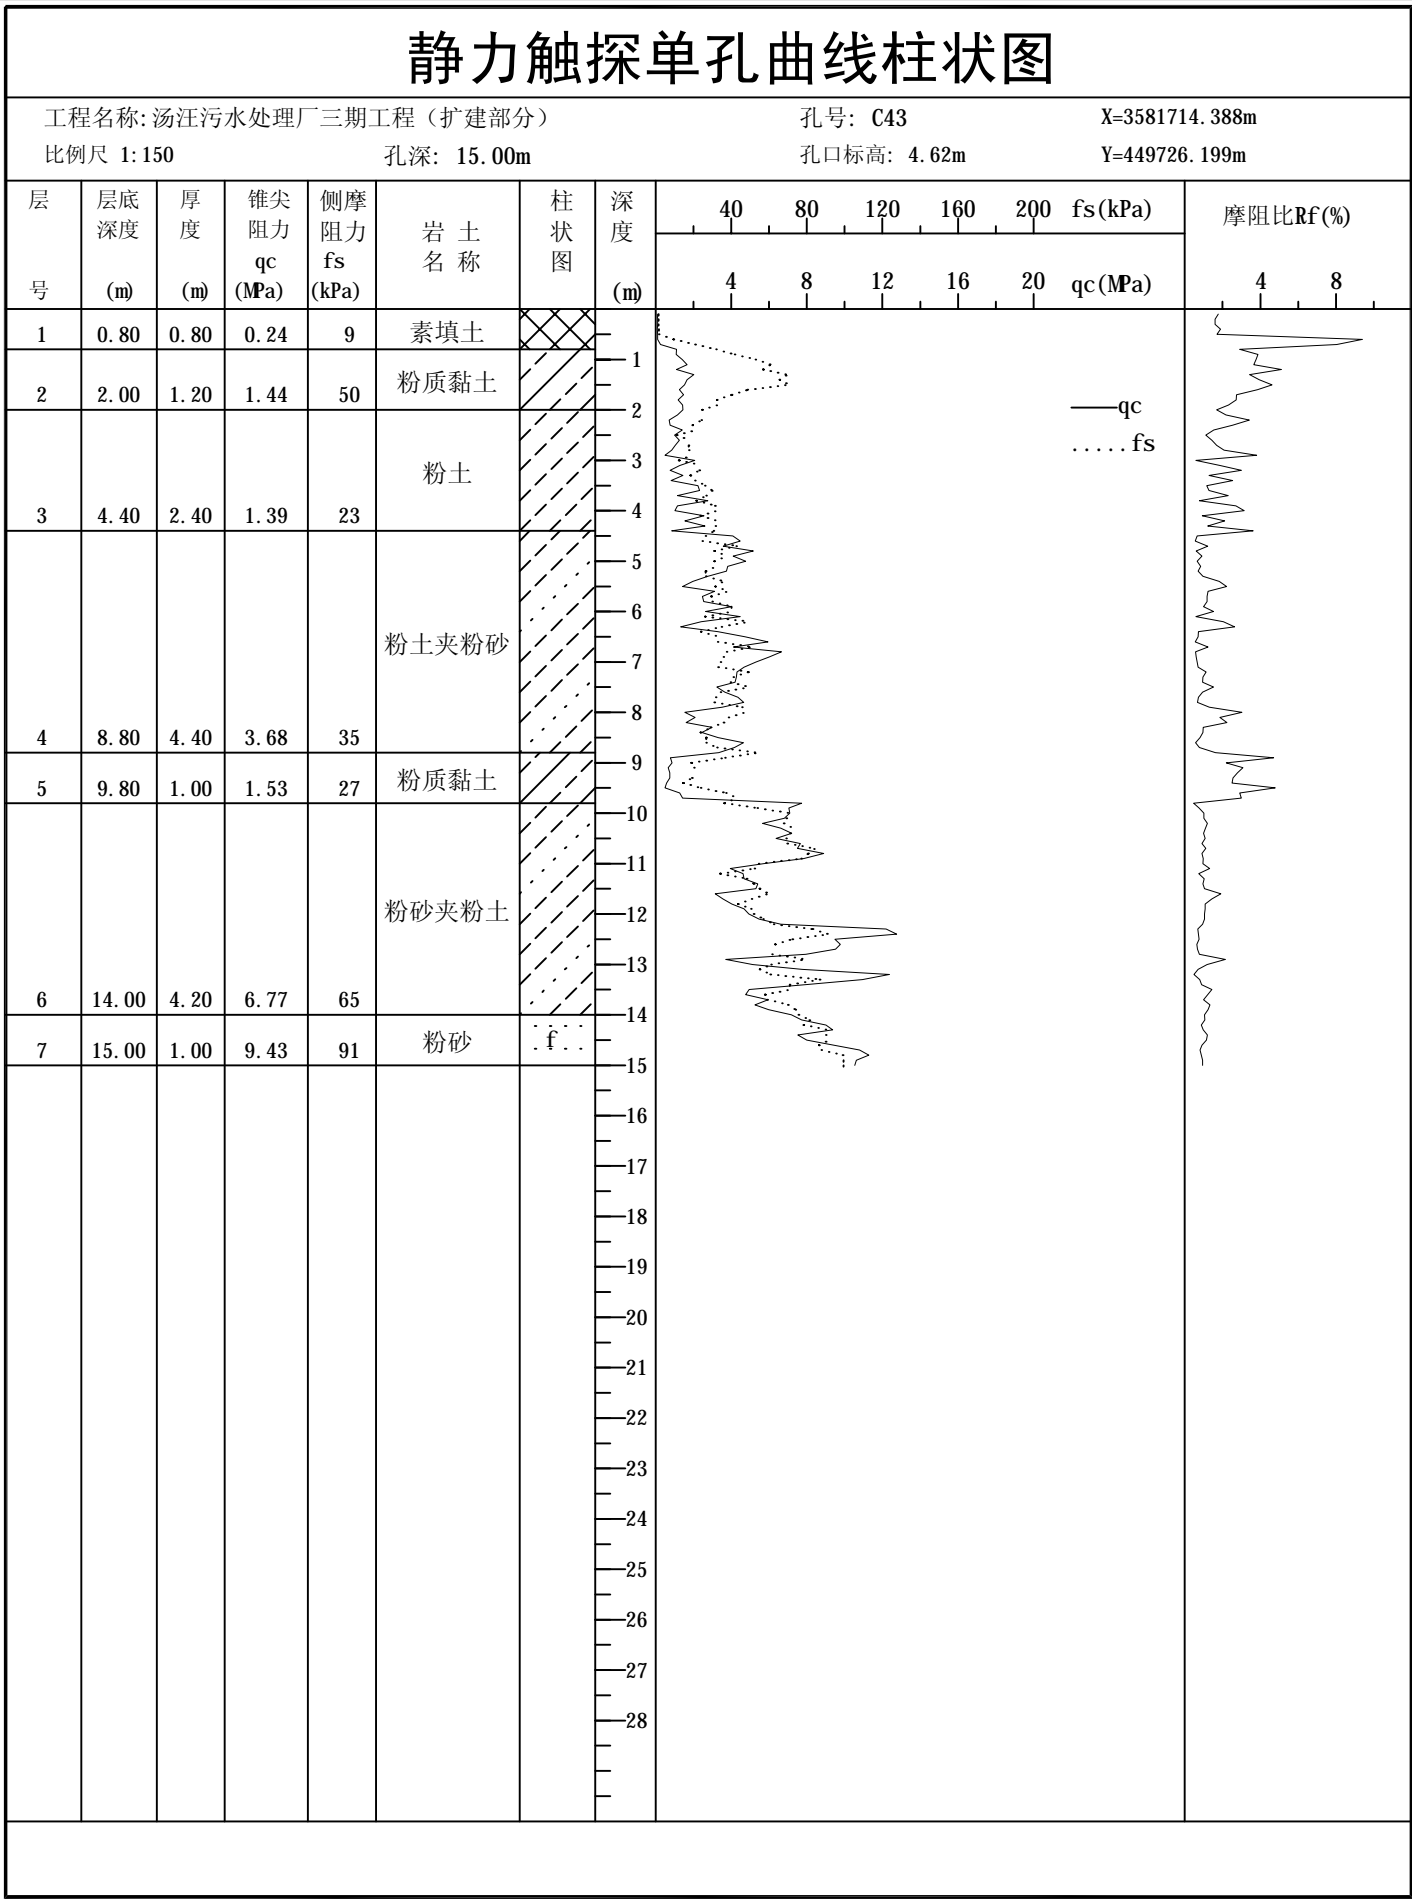 静力触探单孔曲线柱状图
工程名称:汤汪污水处理厂三期工程（扩建部分） 孔号: C43 X=3581714.388m
比例尺 1:150 孔深: 15.00m 孔口标高: 4.62m Y=449726.199m
层号 层底深度(m) 厚度(m) 锥尖阻力qc(MPa) 侧摩阻力fs(kPa) 岩土名称 柱状图 深度(m)
40 80 120 160 200 fs(kPa)
4 8 12 16 20 qc(MPa)
摩阻比Rf(%)
4 8
1 0.80 0.80 0.24 9 素填土
2 2.00 1.20 1.44 50 粉质黏土
3 4.40 2.40 1.39 23 粉土
4 8.80 4.40 3.68 35 粉土夹粉砂
5 9.80 1.00 1.53 27 粉质黏土
6 14.00 4.20 6.77 65 粉砂夹粉土
7 15.00 1.00 9.43 91 粉砂
f
1
2
3
4
5
6
7
8
9
10
11
12
13
14
15
16
17
18
19
20
21
22
23
24
25
26
27
28
qc
fs